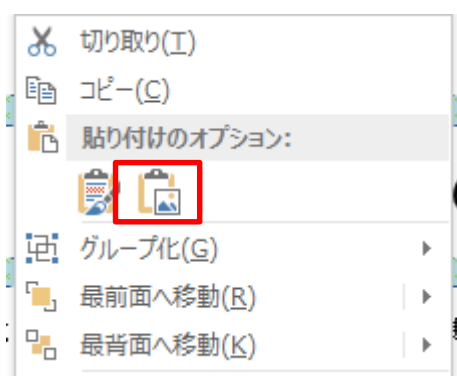 切り取り(T)
コピー(C)
貼り付けのオプション:
グループ化(G)
最前面へ移動(R)
最背面へ移動(K)